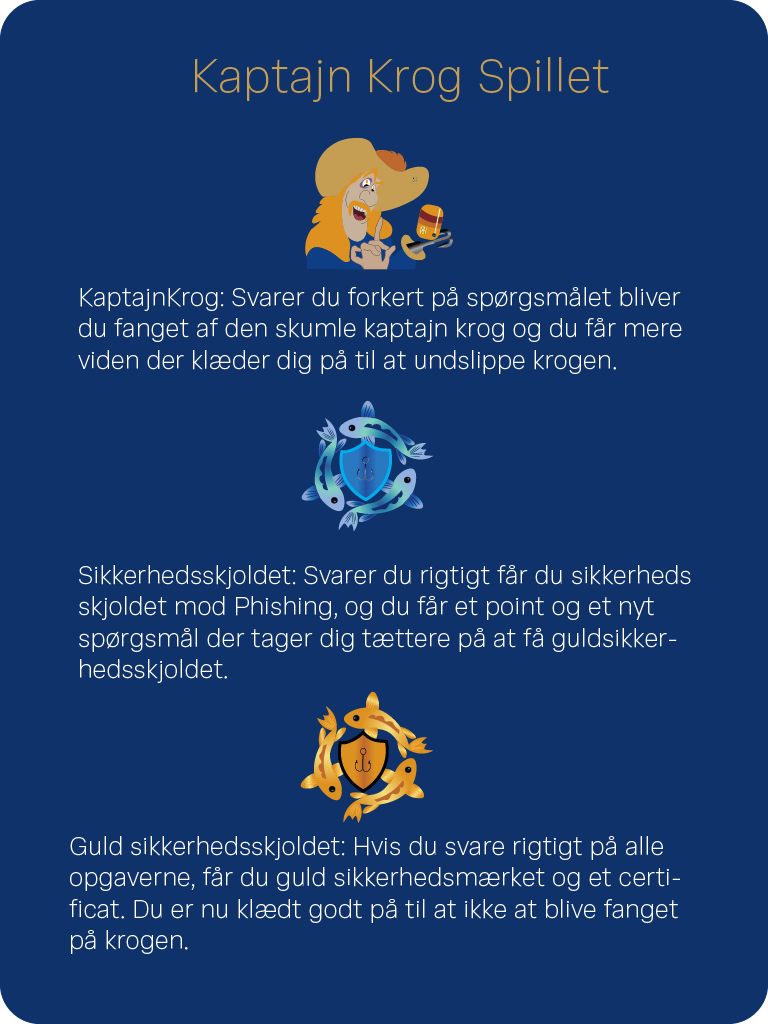 Kaptajn Krog Spillet
KaptajnKrog: Svarer du forkert på spørgsmålet bliver
du fanget af den skumle kaptajn krog og du får mere
viden der klæder dig på til at undslippe krogen.
Sikkerhedsskjoldet: Svarer du rigtigt får du sikkerheds
skjoldet mod Phishing, og du får et point og et nyt
spørgsmål der tager dig tættere på at få guldsikker-
hedsskjoldet.
Guld sikkerhedsskjoldet: Hvis du svare rigtigt på alle
opgaverne, får du guld sikkerhedsmærket og et certi-
ficat. Du er nu klædt godt på til at ikke at blive fanget
på krogen.